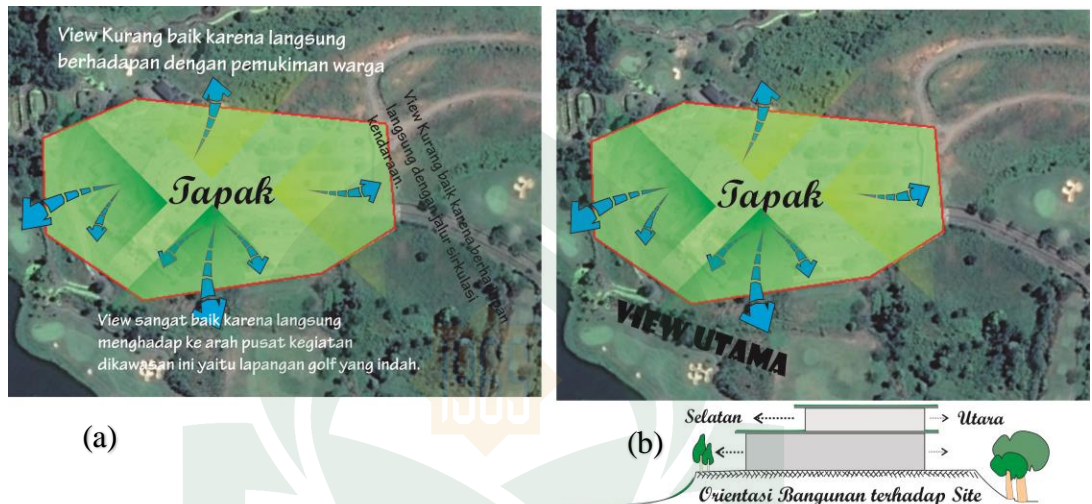 View Kurang baik karena langsung
berhadapan dengan pemukiman warga
View Kurang baik karena berhadapan
langsung dengan jalur sirkulasi
kendaraan.
Tapak
View sangat baik karena langsung
menghadap ke arah pusat kegiatan
dikawasan ini yaitu lapangan golf yang indah.
(a)
Tapak
VIEW UTAMA
(b)
Selatan
Utara
Orientasi Bangunan terhadap Site